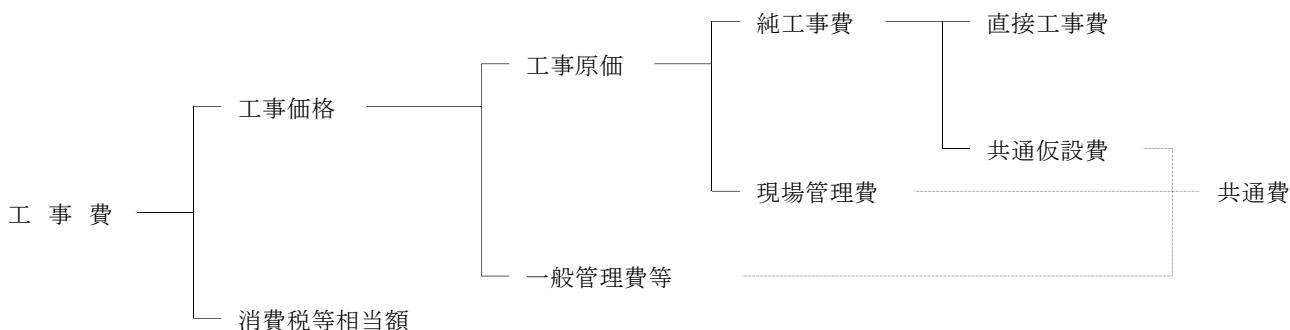 純工事費 直接工事費
工事原価
工事価格
共通仮設費
現場管理費 共通費
工事費
一般管理費等
消費税等相当額